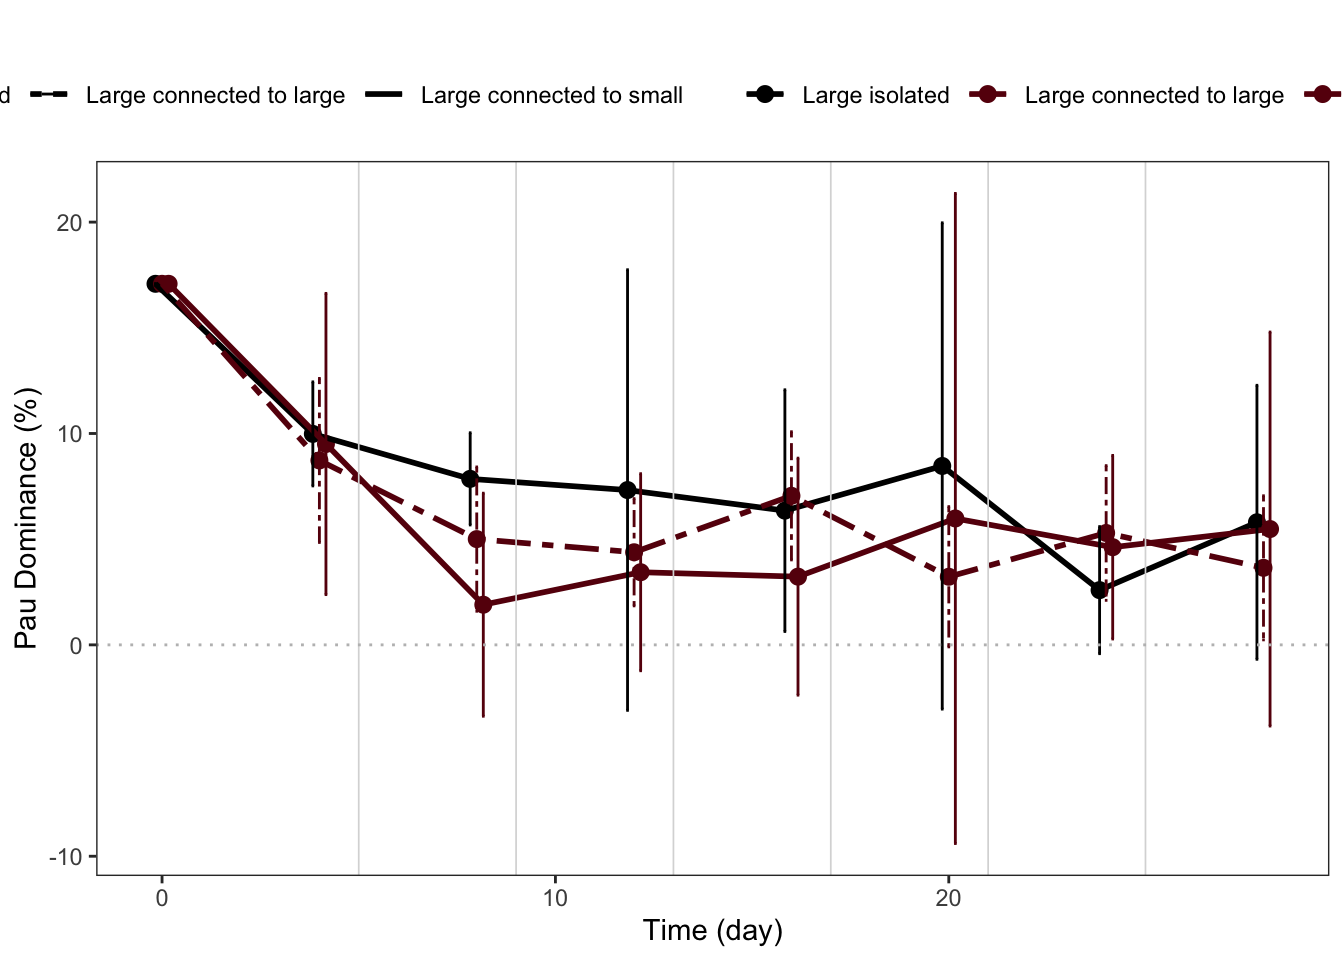 d Large connected to large Large connected to small Large isolated Large connected to large
20
10
0
-10
Pau Dominance (%)
0 10 20
Time (day)